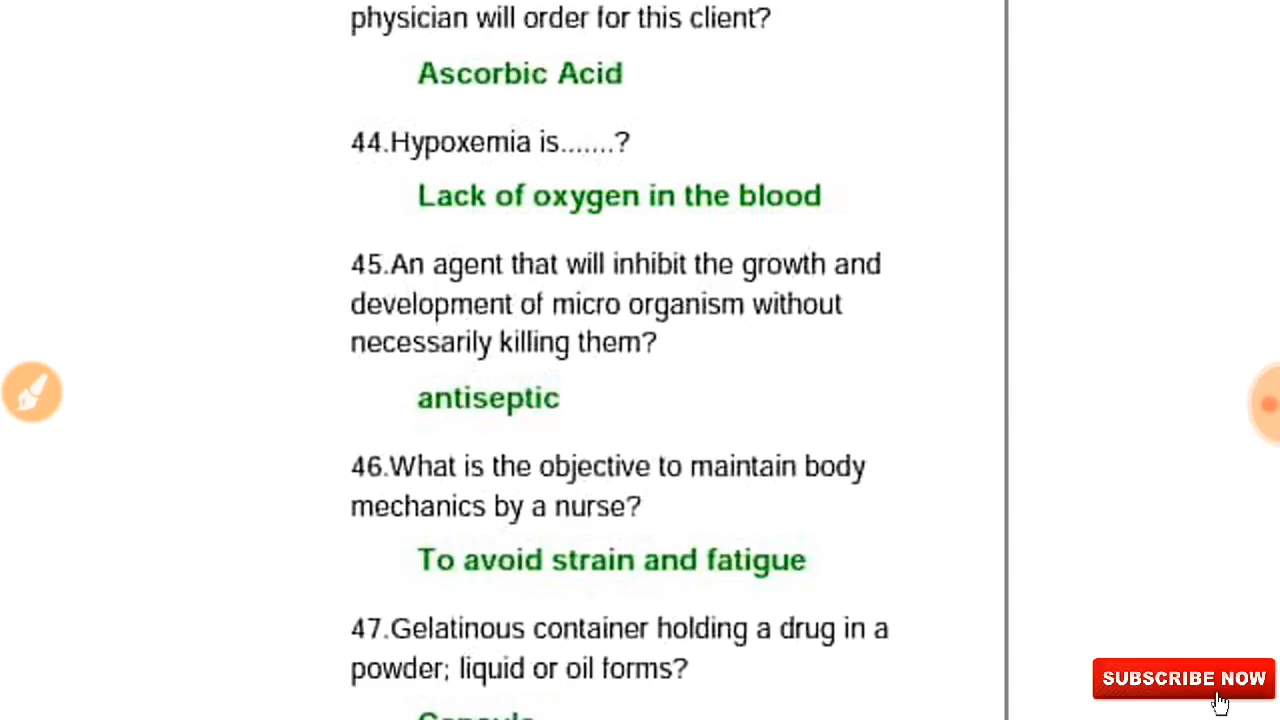 physician will order for this client?
Ascorbic Acid
44.Hypoxemia is.......?
Lack of oxygen in the blood
45.An agent that will inhibit the growth and
development of micro organism without
necessarily killing them?
antiseptic
46.What is the objective to maintain body
mechanics by a nurse?
To avoid strain and fatigue
47.Gelatinous container holding a drug in a
powder; liquid or oil forms?
SUBSCRIBE NOW